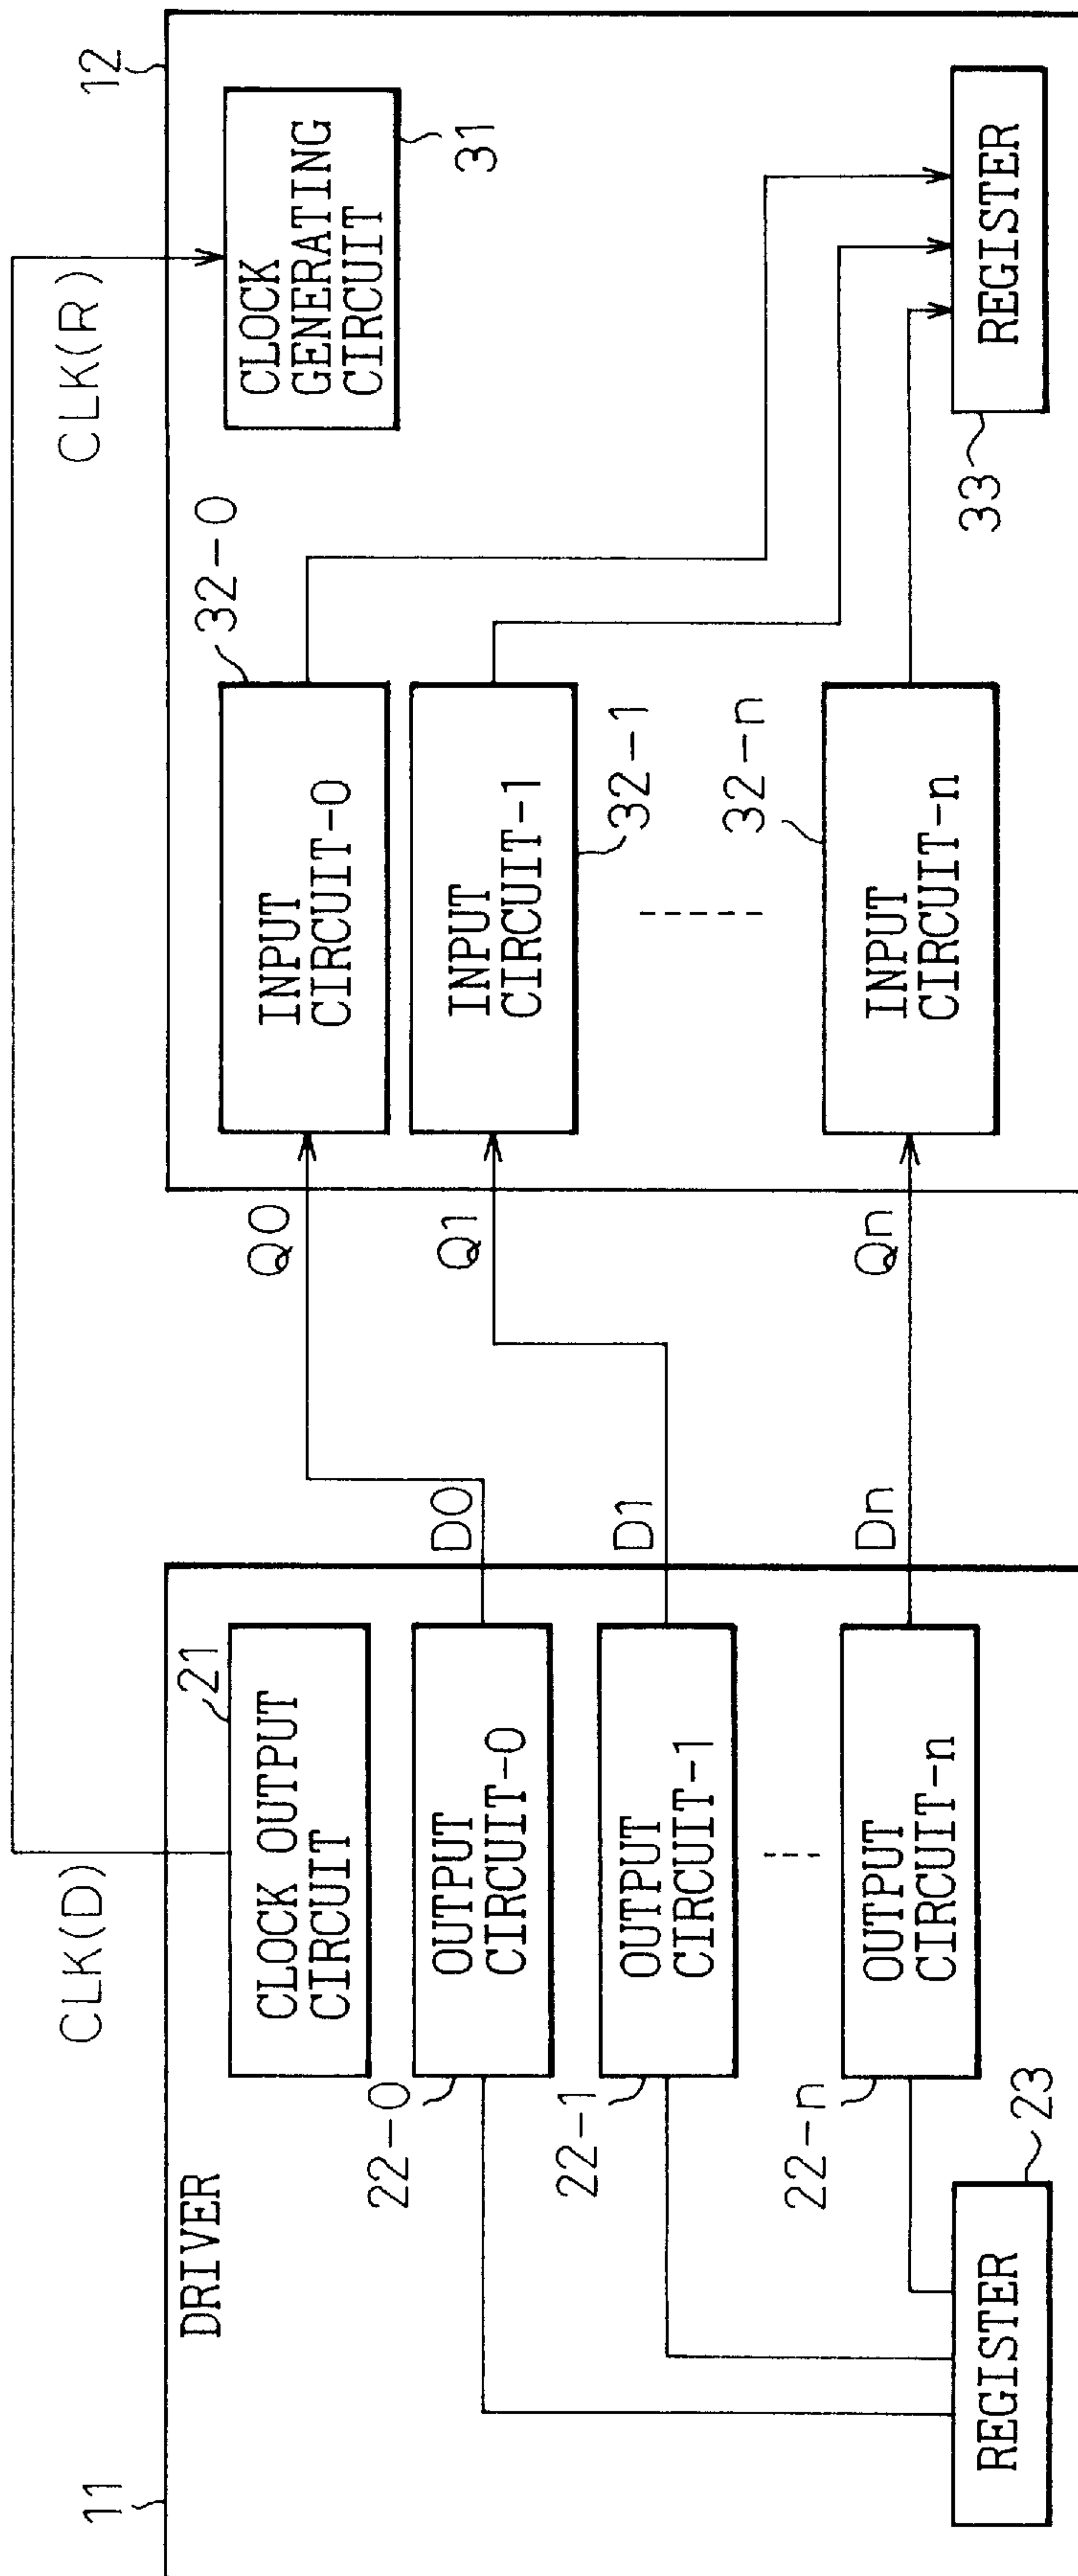 CLK(D)
CLK(R)
11
DRIVER
12
CLOCK OUTPUT
CIRCUIT
21
CLOCK
GENERATING
CIRCUIT
31
22-0
OUTPUT
CIRCUIT-0
D0
Q0
INPUT
CIRCUIT-0
32-0
22-1
OUTPUT
CIRCUIT-1
D1
Q1
INPUT
CIRCUIT-1
32-1
22-n
OUTPUT
CIRCUIT-n
Dn
Qn
INPUT
CIRCUIT-n
32-n
REGISTER
23
33
REGISTER